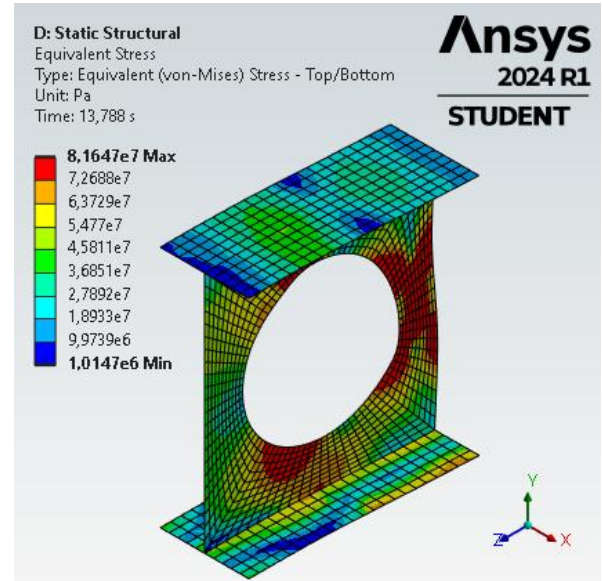 D: Static Structural
Equivalent Stress
Type: Equivalent (von-Mises) Stress - Top/Bottom
Unit: Pa
Time: 13,788 s
Ansys
2024 R1
STUDENT
8,1647e7 Max
7,2688e7
6,3729e7
5,477e7
4,5811e7
3,6851e7
2,7892e7
1,8933e7
9,9739e6
1,0147e6 Min
Y
Z
X